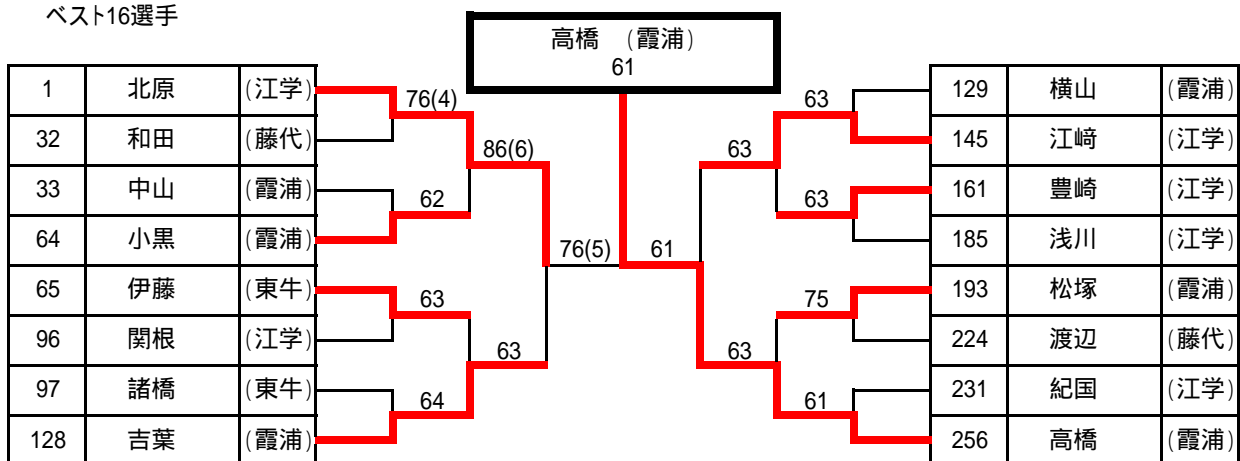 ベスト16選手
高橋 （霞浦）
61
1 北原 (江学)
32 和田 (藤代)
33 中山 (霞浦)
64 小黒 (霞浦)
65 伊藤 (東牛)
96 関根 (江学)
97 諸橋 (東牛)
128 吉葉 (霞浦)
76(4)
62
63
64
86(6)
63
76(5)
61
63
63
63
63
75
61
129 横山 (霞浦)
145 江﨑 (江学)
161 豊崎 (江学)
185 浅川 (江学)
193 松塚 (霞浦)
224 渡辺 (藤代)
231 紀国 (江学)
256 高橋 (霞浦)